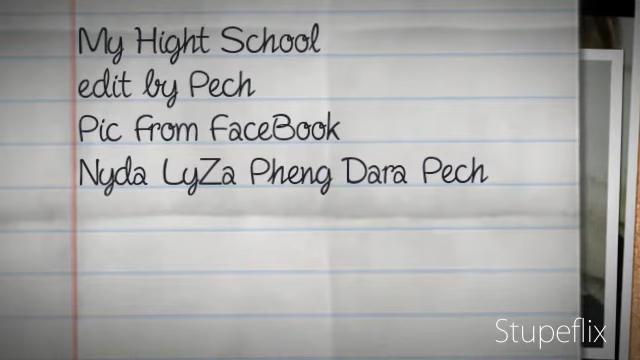 My Hight School
edit by Pech
Pic from FaceBook
Nyda LyZa Pheng Dara Pech
Stupeflix